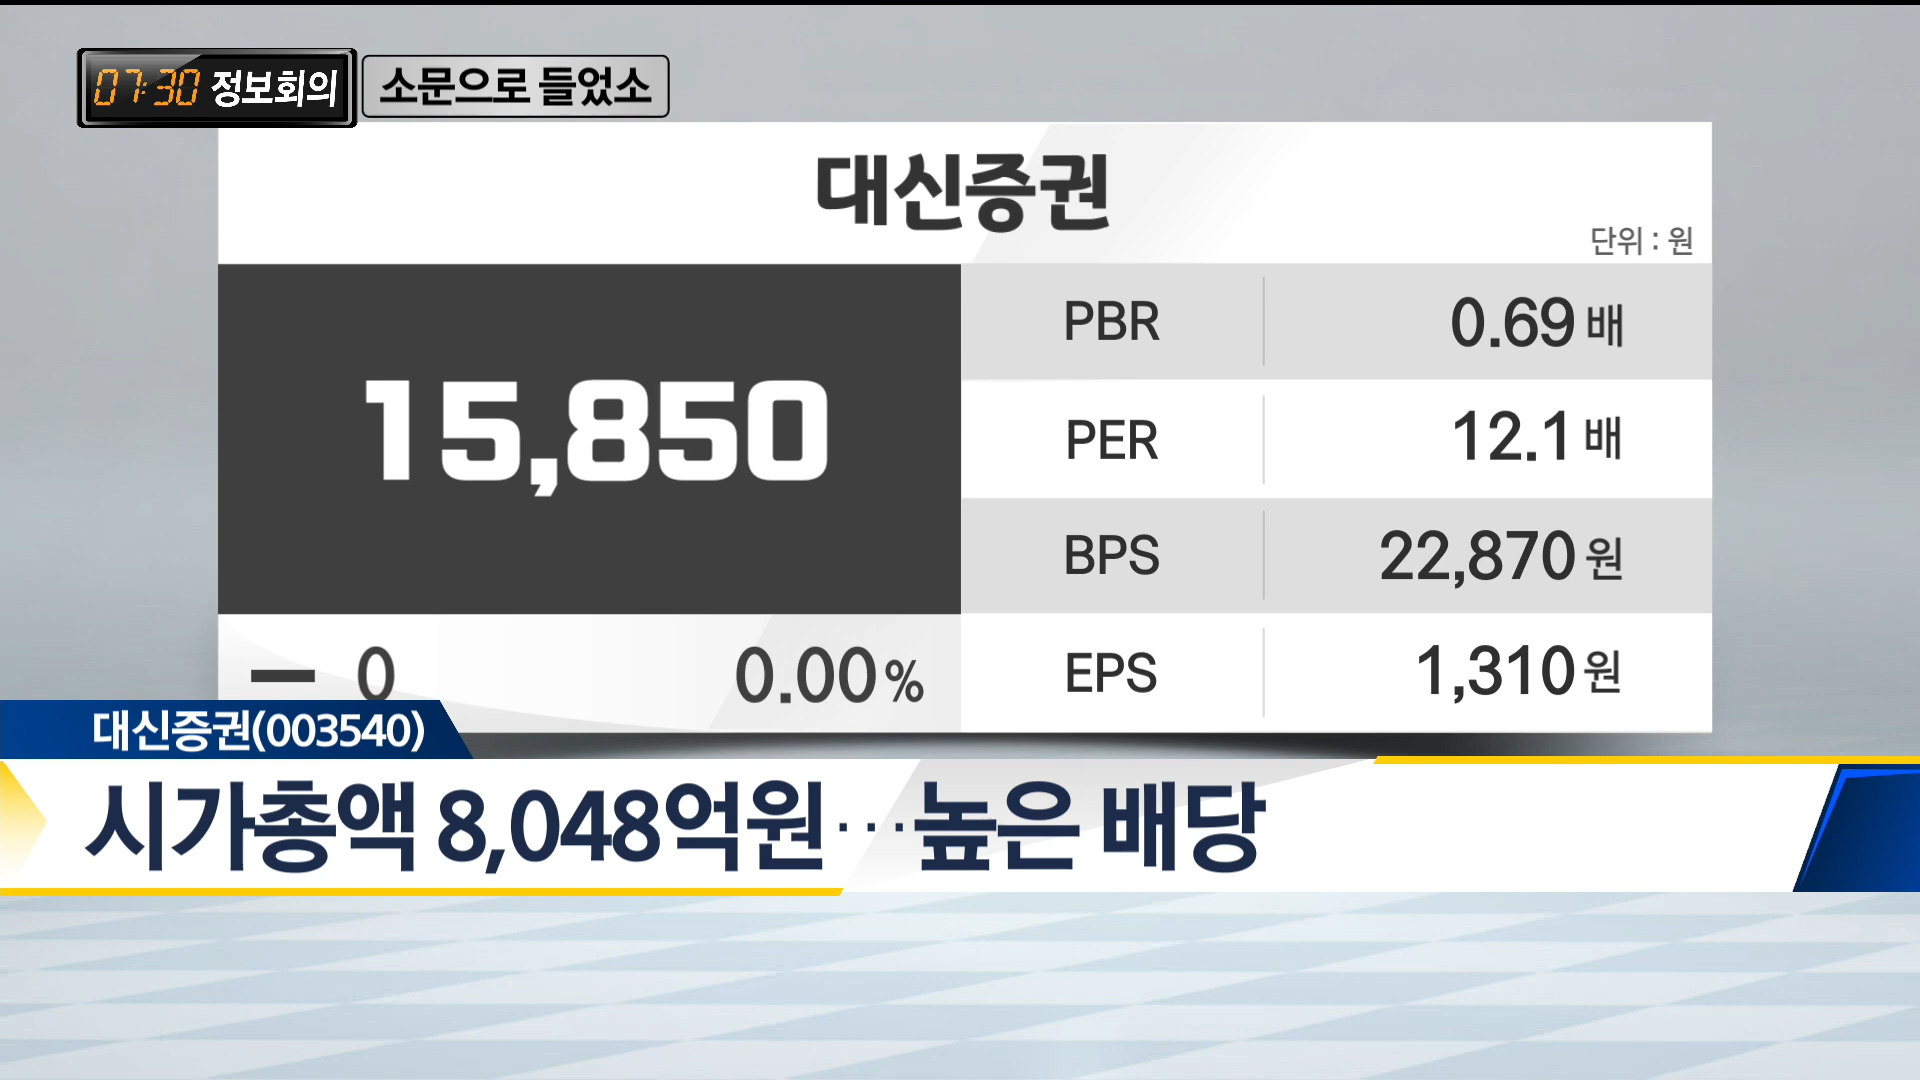 07:30 정보회의
소문으로 들었소
대신증권
단위 : 원
15,850
— 0 0.00%
PBR 0.69 배
PER 12.1 배
BPS 22,870 원
EPS 1,310 원
대신증권(003540)
시가총액 8,048억원…높은 배당